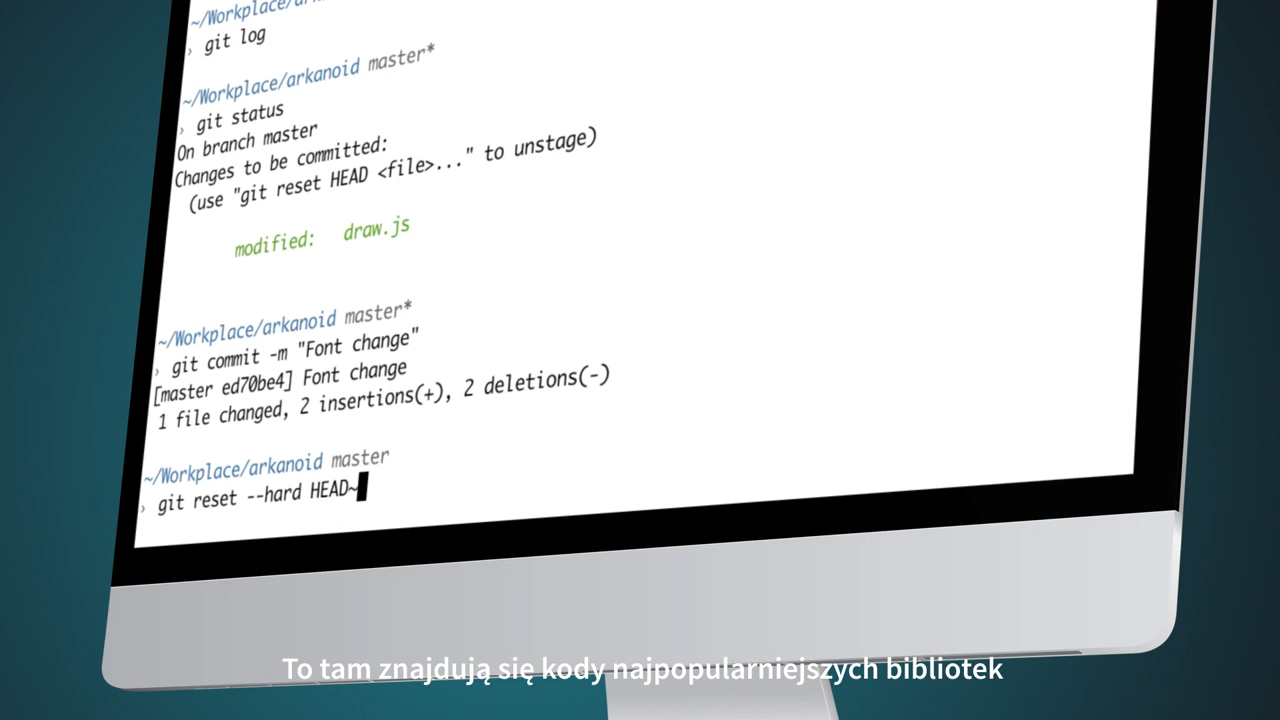 ~/Workplace/
› git log
~/Workplace/arkanoid master*
› git status
On branch master
Changes to be committed:
(use "git reset HEAD <file>..." to unstage)
modified: draw.js
~/Workplace/arkanoid master*
› git commit -m "Font change"
[master ed70be4] Font change
1 file changed, 2 insertions(+), 2 deletions(-)
~/Workplace/arkanoid master
› git reset --hard HEAD~
To tam znajdują się kody najpopularniejszych bibliotek